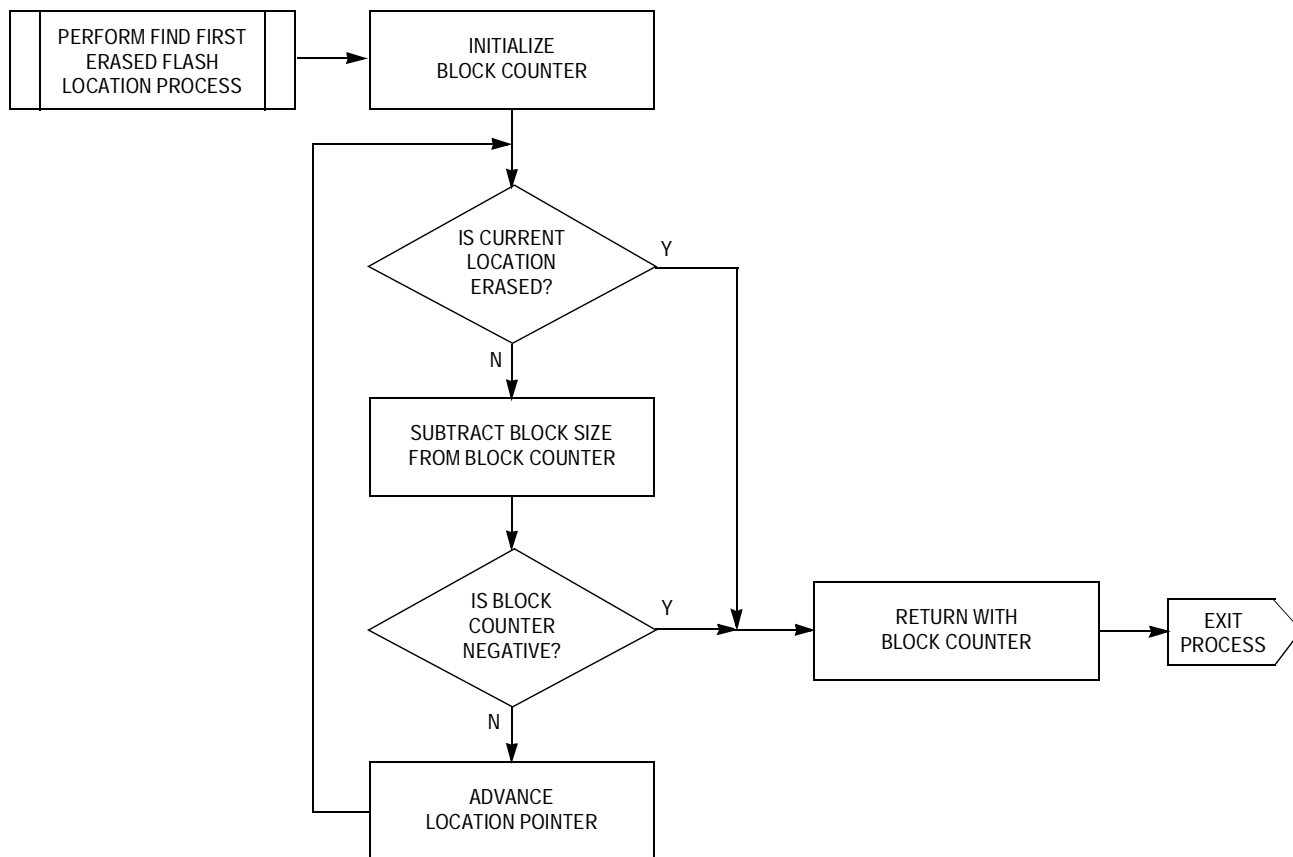 PERFORM FIND FIRST
ERASED FLASH
LOCATION PROCESS
INITIALIZE
BLOCK COUNTER
IS CURRENT
LOCATION
ERASED?
Y
N
SUBTRACT BLOCK SIZE
FROM BLOCK COUNTER
IS BLOCK
COUNTER
NEGATIVE?
Y
RETURN WITH
BLOCK COUNTER
EXIT
PROCESS
N
ADVANCE
LOCATION POINTER